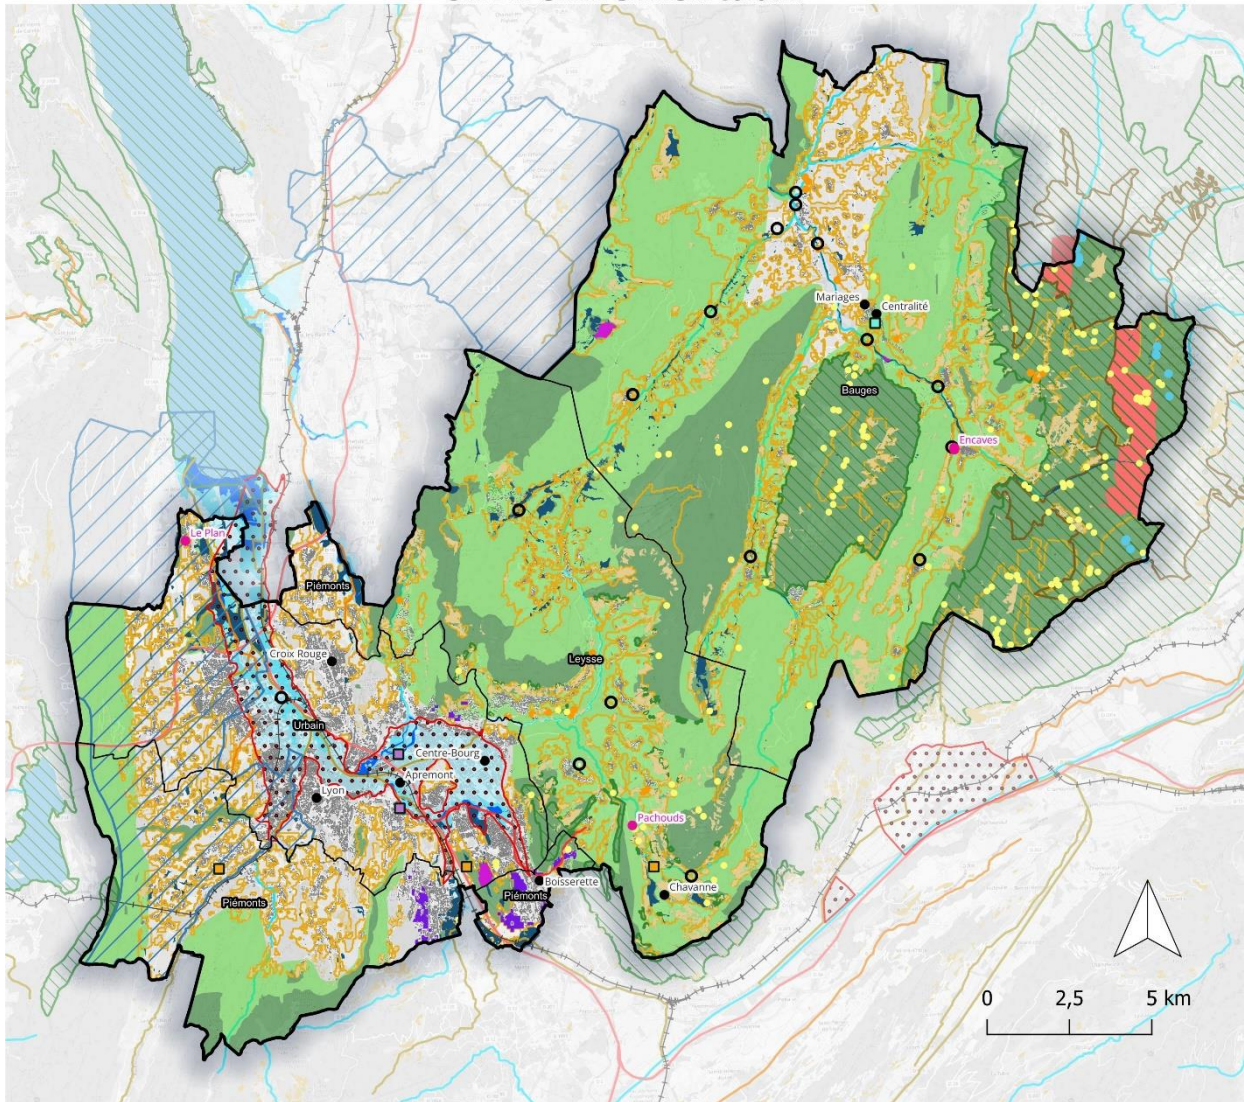 Mariages
Centralité
Bauges
Encaves
Le Plan
Piémonts
Croix Rouge
Leysse
Urbain
Centre-Bourg
Apremont
Lyon
Pachouds
Boisserette
Chavanne
Piémonts
Piémonts
0 2,5 5 km